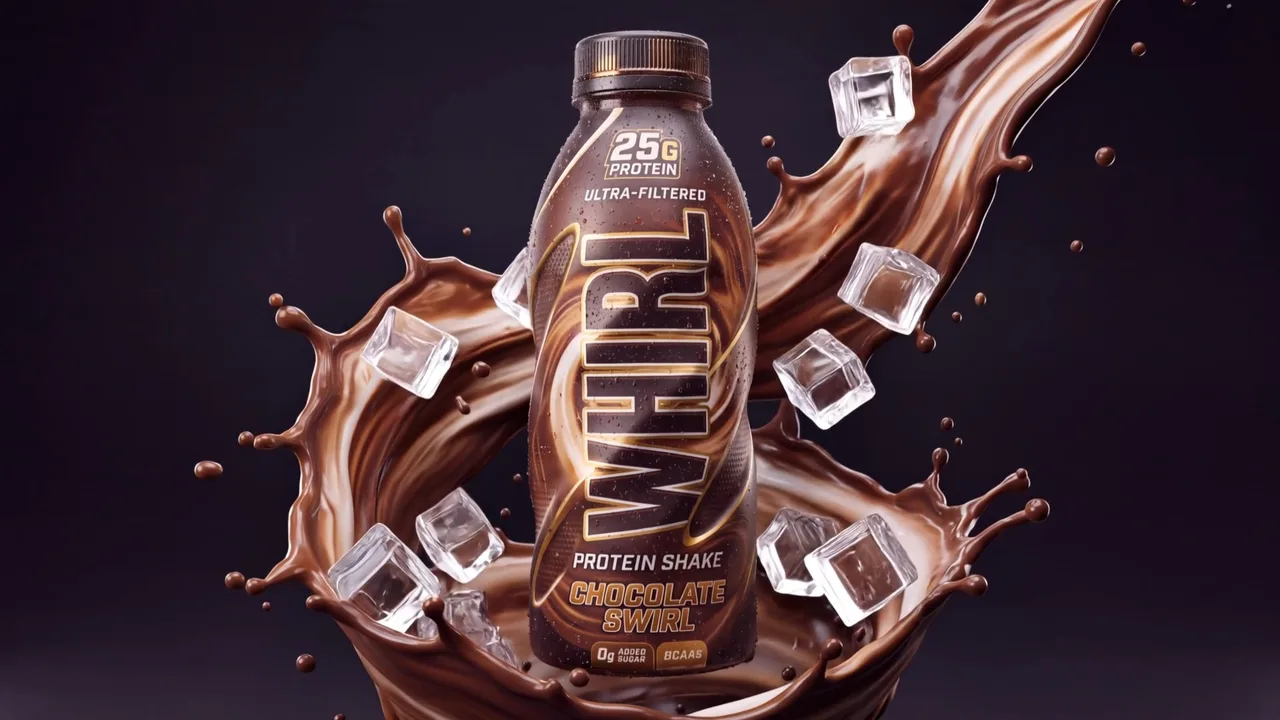 25G
PROTEIN
ULTRA-FILTERED
WHIRL
PROTEIN SHAKE
CHOCOLATE
SWIRL
0g ADDED SUGAR
BCAAS